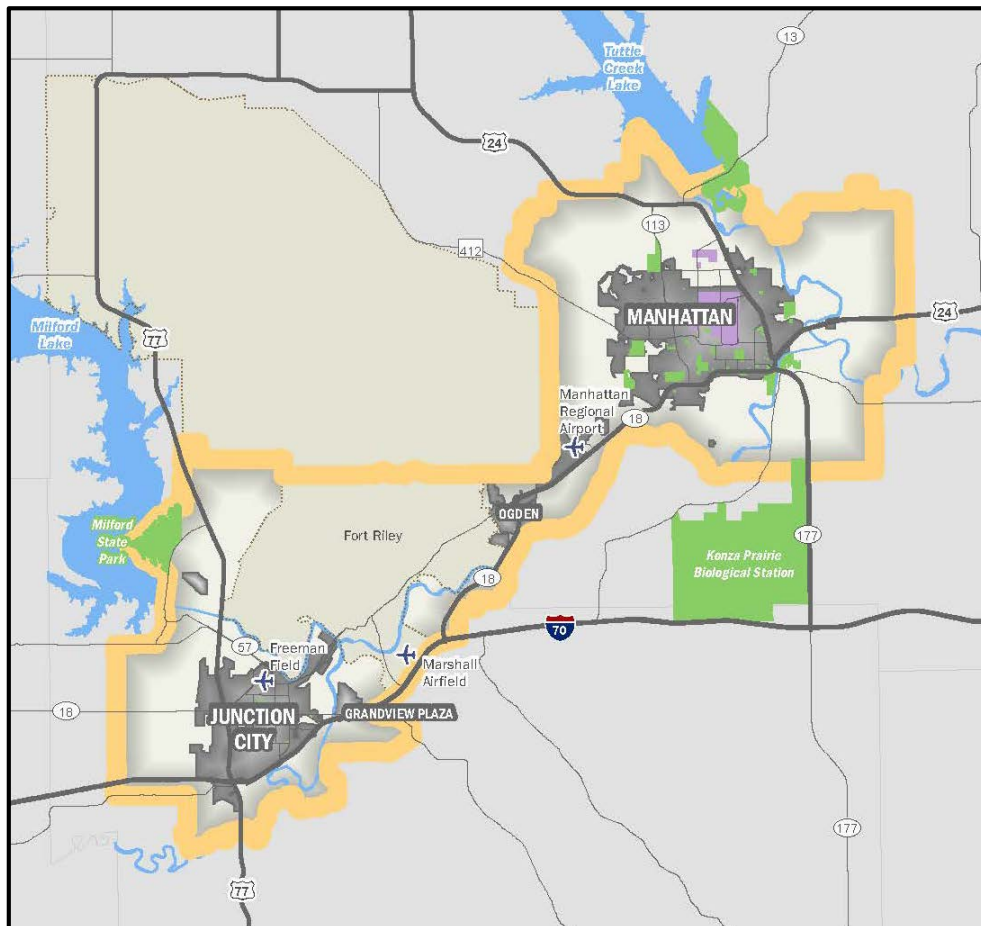 13
Tuttle
Creek
Lake
24
113
412
MANHATTAN
24
Milford
Lake
77
Manhattan
Regional
Airport
18
OGDEN
Milford
State
Park
Fort Riley
177
Konza Prairie
Biological Station
18
70
57
Freeman
Field
Marshall
Airfield
18
JUNCTION
CITY
GRANDVIEW PLAZA
177
77